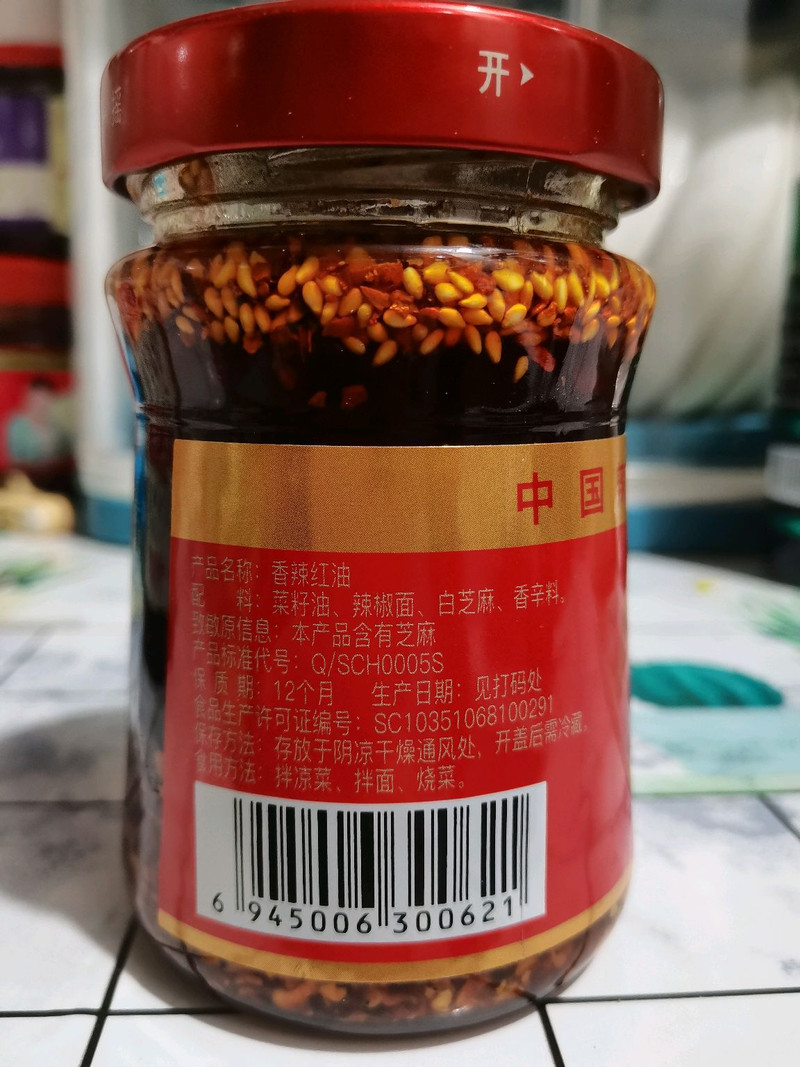 开
摇
中国
产品名称：香辣红油
配 料：菜籽油、辣椒面、白芝麻、香辛料。
致敏原信息：本产品含有芝麻
产品标准代号：Q/SCH0005S
保 质 期：12个月 生产日期：见打码处
食品生产许可证编号：SC10351068100291
保存方法：存放于阴凉干燥通风处，开盖后需冷藏。
食用方法：拌凉菜、拌面、烧菜。
6 945006 300621